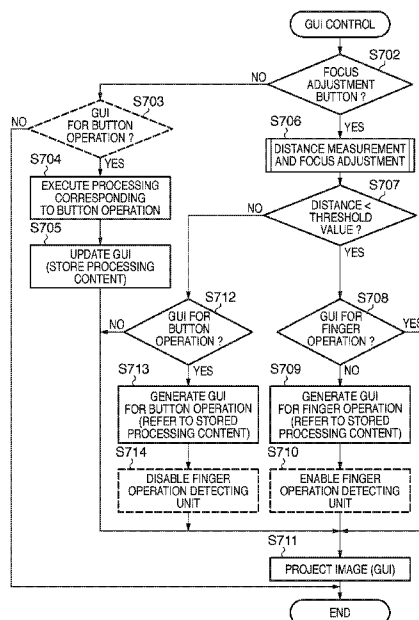 GUI CONTROL
S702
FOCUS
ADJUSTMENT
BUTTON ?
NO
YES
S703
GUI
FOR BUTTON
OPERATION ?
NO
YES
S704
EXECUTE PROCESSING
CORRESPONDING
TO BUTTON OPERATION
S705
UPDATE GUI
(STORE PROCESSING
CONTENT)
S706
DISTANCE MEASUREMENT
AND FOCUS ADJUSTMENT
S707
DISTANCE <
THRESHOLD
VALUE ?
NO
YES
S712
GUI FOR
BUTTON
OPERATION ?
NO
YES
S708
GUI FOR
FINGER
OPERATION ?
YES
NO
S713
GENERATE GUI
FOR BUTTON OPERATION
(REFER TO STORED
PROCESSING CONTENT)
S709
GENERATE GUI
FOR FINGER OPERATION
(REFER TO STORED
PROCESSING CONTENT)
S714
DISABLE FINGER
OPERATION DETECTING
UNIT
S710
ENABLE FINGER
OPERATION DETECTING
UNIT
S711
PROJECT IMAGE (GUI)
END